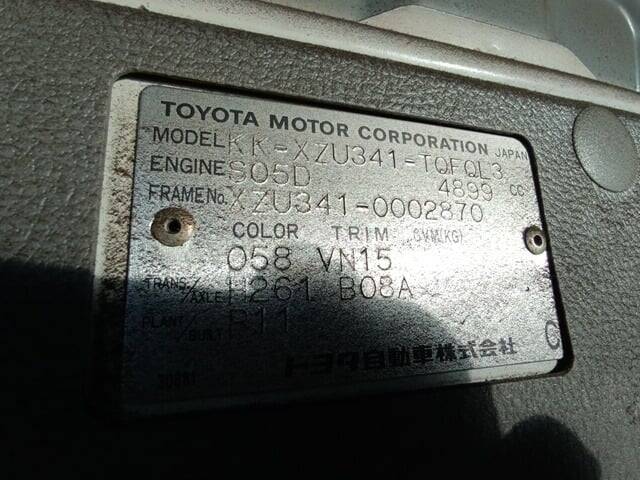 TOYOTA MOTOR CORPORATION JAPAN
MODEL KK-XZU341-TQFQL3
ENGINE S05D 4899 CC
FRAME No. XZU341-0002870
COLOR TRIM GVM(KG)
058 VN15
TRANS./AXLE H261 B08A
PLANT/BUILT P11
トヨタ自動車株式会社 C